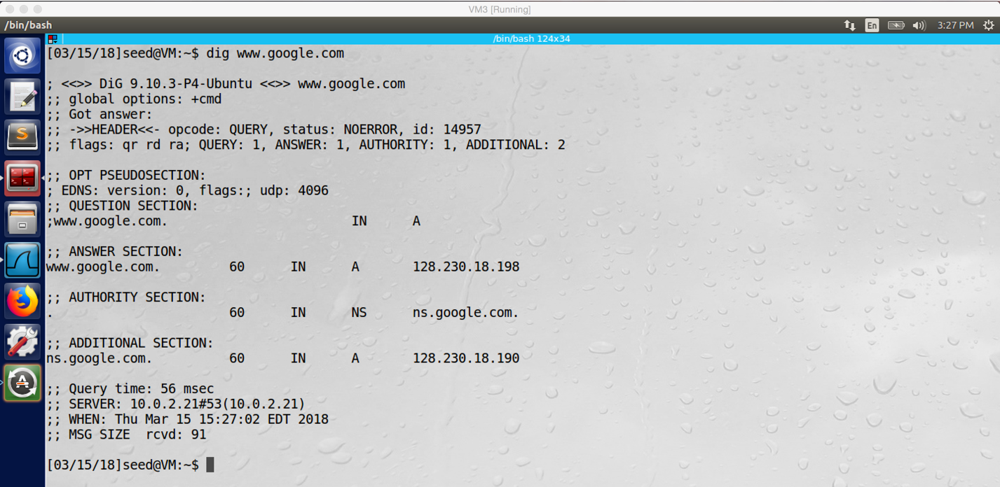 VM3 [Running]
/bin/bash
En
3:27 PM
/bin/bash 124x34
[03/15/18]seed@VM:~$ dig www.google.com
; <<>> DiG 9.10.3-P4-Ubuntu <<>> www.google.com
;; global options: +cmd
;; Got answer:
;; ->>HEADER<<- opcode: QUERY, status: NOERROR, id: 14957
;; flags: qr rd ra; QUERY: 1, ANSWER: 1, AUTHORITY: 1, ADDITIONAL: 2
;; OPT PSEUDOSECTION:
; EDNS: version: 0, flags:; udp: 4096
;; QUESTION SECTION:
;www.google.com. IN A
;; ANSWER SECTION:
www.google.com. 60 IN A 128.230.18.198
;; AUTHORITY SECTION:
. 60 IN NS ns.google.com.
;; ADDITIONAL SECTION:
ns.google.com. 60 IN A 128.230.18.190
;; Query time: 56 msec
;; SERVER: 10.0.2.21#53(10.0.2.21)
;; WHEN: Thu Mar 15 15:27:02 EDT 2018
;; MSG SIZE rcvd: 91
[03/15/18]seed@VM:~$